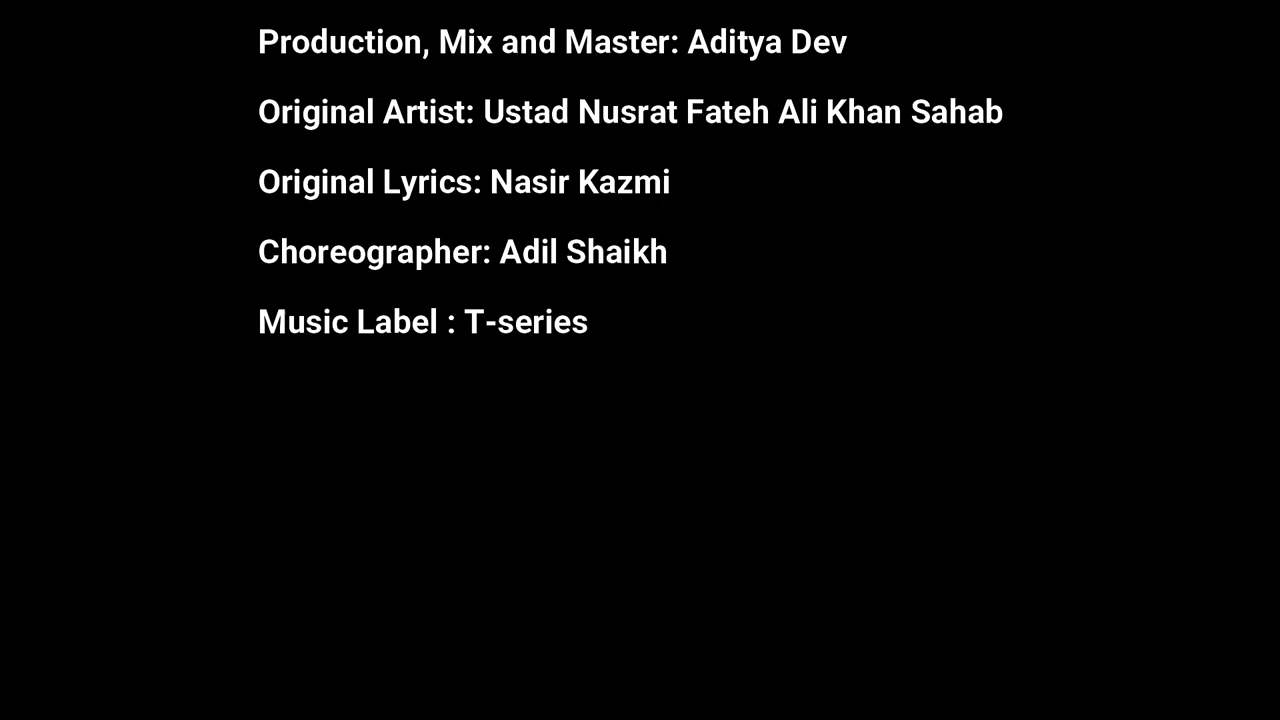 Production, Mix and Master: Aditya Dev
Original Artist: Ustad Nusrat Fateh Ali Khan Sahab
Original Lyrics: Nasir Kazmi
Choreographer: Adil Shaikh
Music Label : T-series